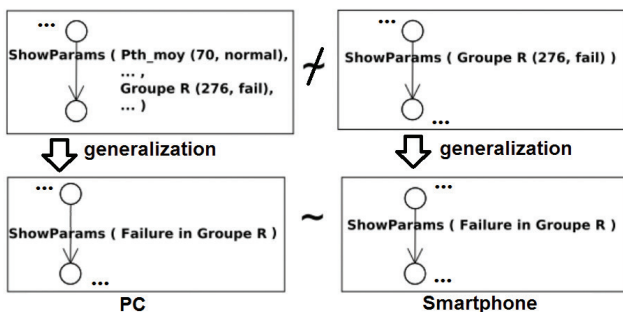 ...
ShowParams ( Pth_moy (70, normal),
... ,
Groupe R (276, fail),
... )
≁
...
ShowParams ( Groupe R (276, fail) )
...
generalization
generalization
...
ShowParams ( Failure in Groupe R )
...
PC
~
...
ShowParams ( Failure in Groupe R )
...
Smartphone